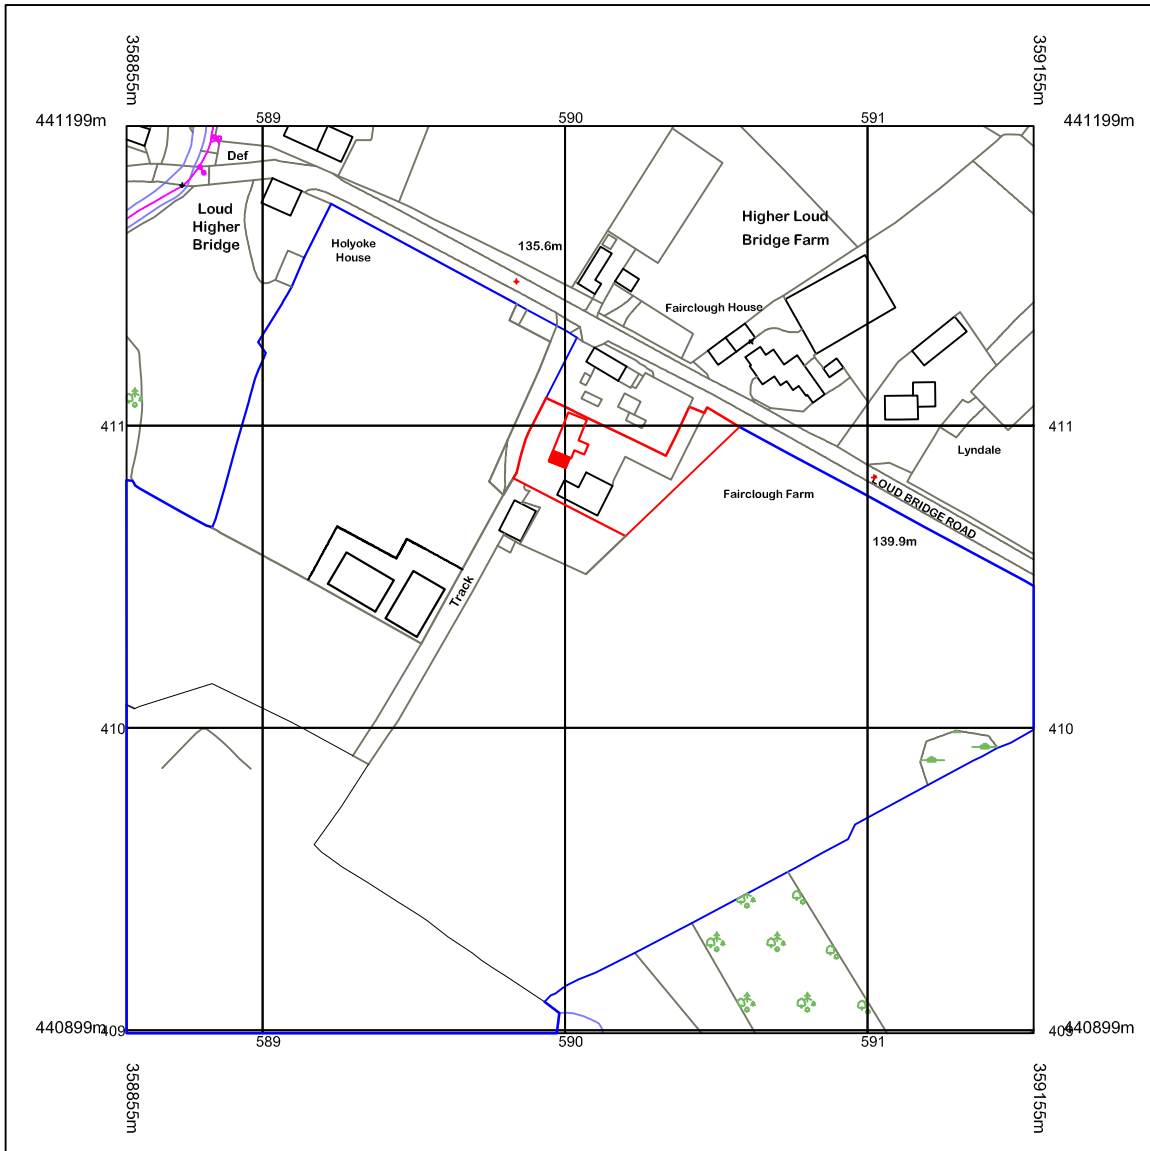 358855m
359155m
441199m
589
590
591
441199m
Def
Loud
Higher
Bridge
Holyoke
House
135.6m
Higher Loud
Bridge Farm
Fairclough House
411
411
Lyndale
Fairclough Farm
LOUD BRIDGE ROAD
139.9m
Track
410
410
440899m
409
409
440899m
589
590
591
358855m
359155m